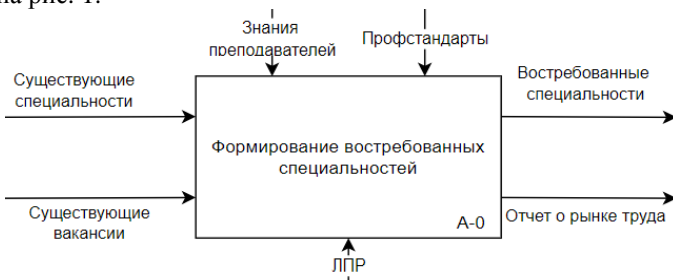 на рис. 1.
Знания
преподавателей
Профстандарты
Существующие
специальности
Востребованные
специальности
Формирование востребованных
специальностей
Существующие
вакансии
A-0
Отчет о рынке труда
ЛПР